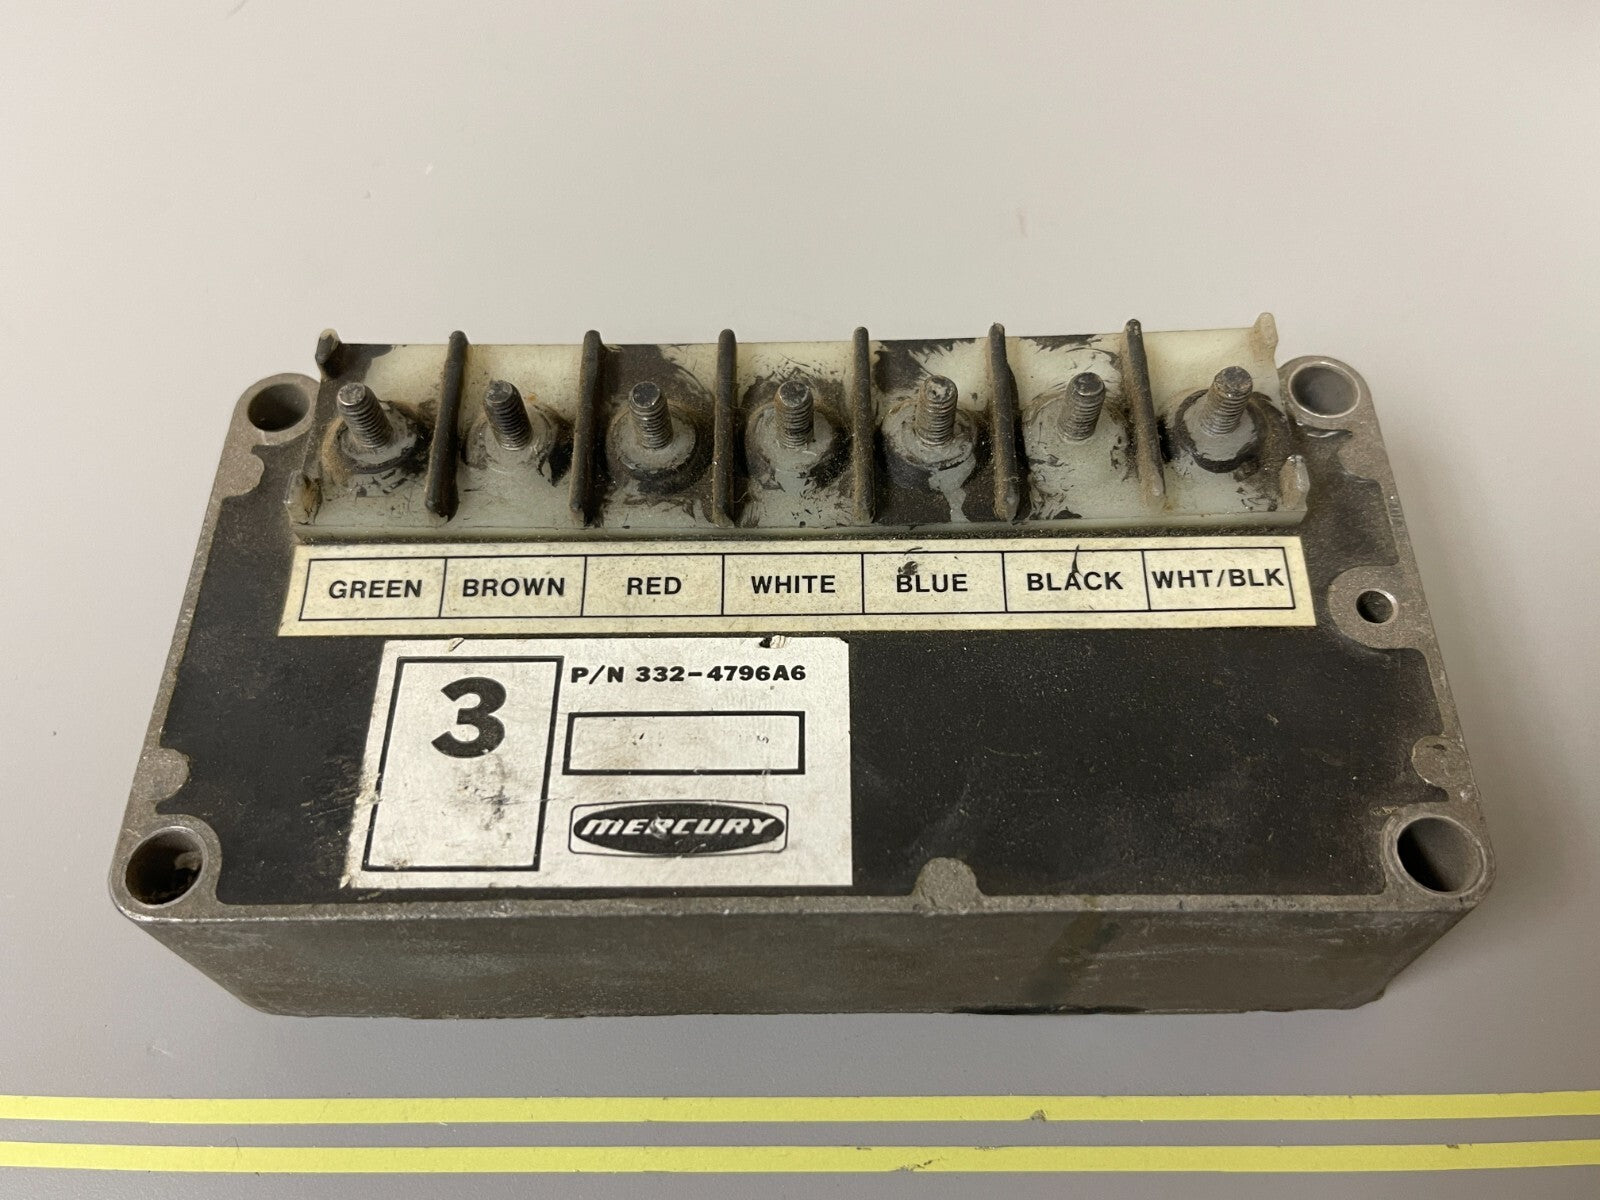 GREEN BROWN RED WHITE BLUE BLACK WHT/BLK
3
P/N 332-4796A6
MERCURY